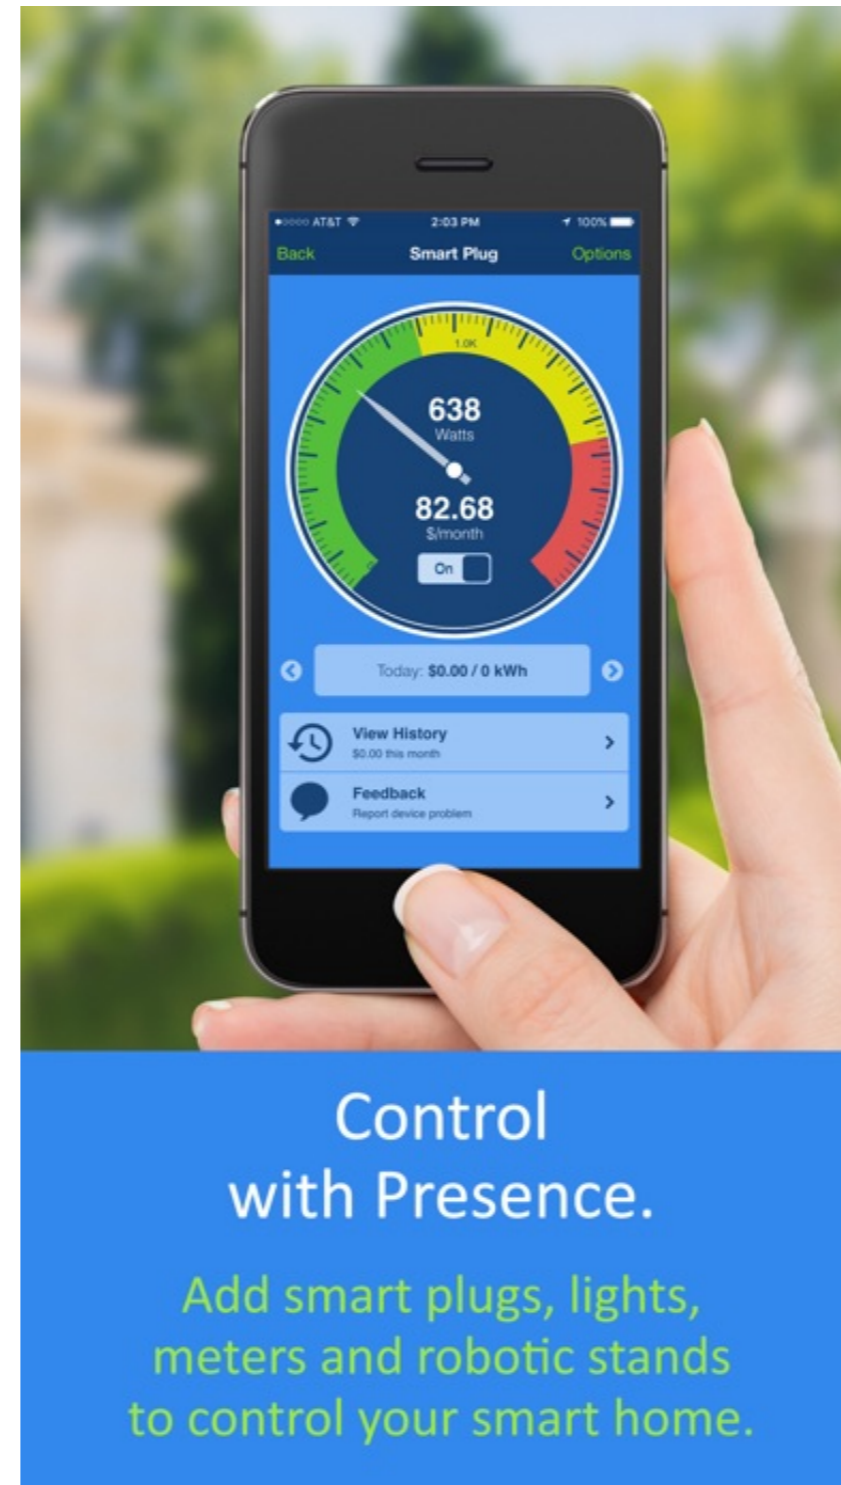 AT&T 2:03 PM 100%
Back Smart Plug Options
1.0K
638
Watts
82.68
$/month
0
On
Today: $0.00 / 0 kWh
View History
$0.00 this month
Feedback
Report device problem
Control
with Presence.
Add smart plugs, lights,
meters and robotic stands
to control your smart home.